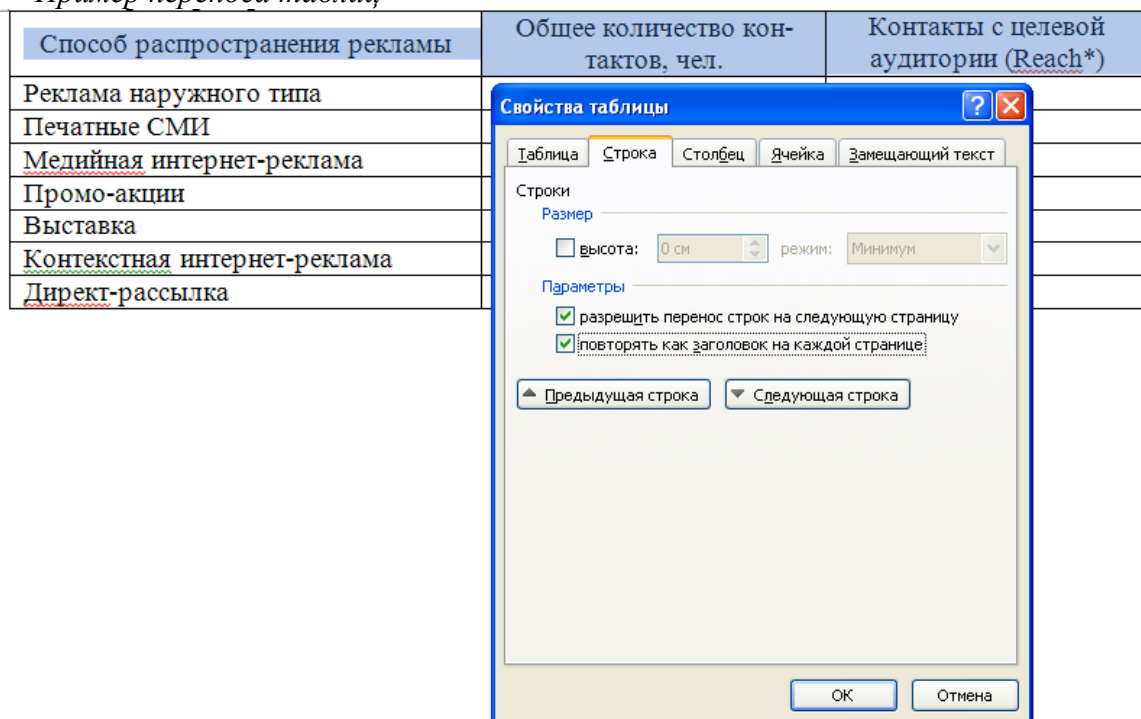 Пример переноса таблиц
Способ распространения рекламы
Общее количество кон-
тактов, чел.
Контакты с целевой
аудитории (Reach*)
Реклама наружного типа
Печатные СМИ
Медийная интернет-реклама
Промо-акции
Выставка
Контекстная интернет-реклама
Директ-рассылка
Свойства таблицы
Таблица Строка Столбец Ячейка Замещающий текст
Строки
Размер
высота: 0 см режим: Минимум
Параметры
разрешить перенос строк на следующую страницу
повторять как заголовок на каждой странице
Предыдущая строка Следующая строка
ОК Отмена